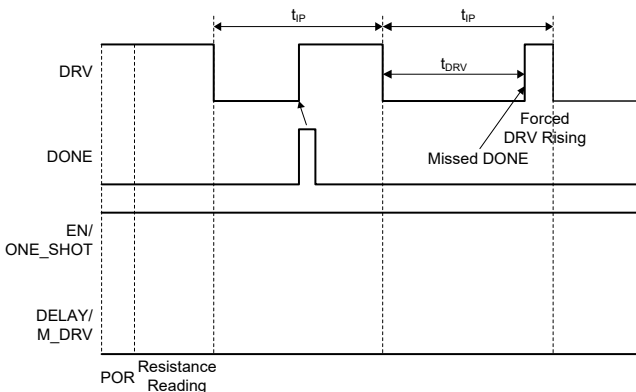 tIP
tIP
DRV
tDRV
Forced
DRV Rising
Missed DONE
DONE
EN/
ONE_SHOT
DELAY/
M_DRV
POR
Resistance
Reading